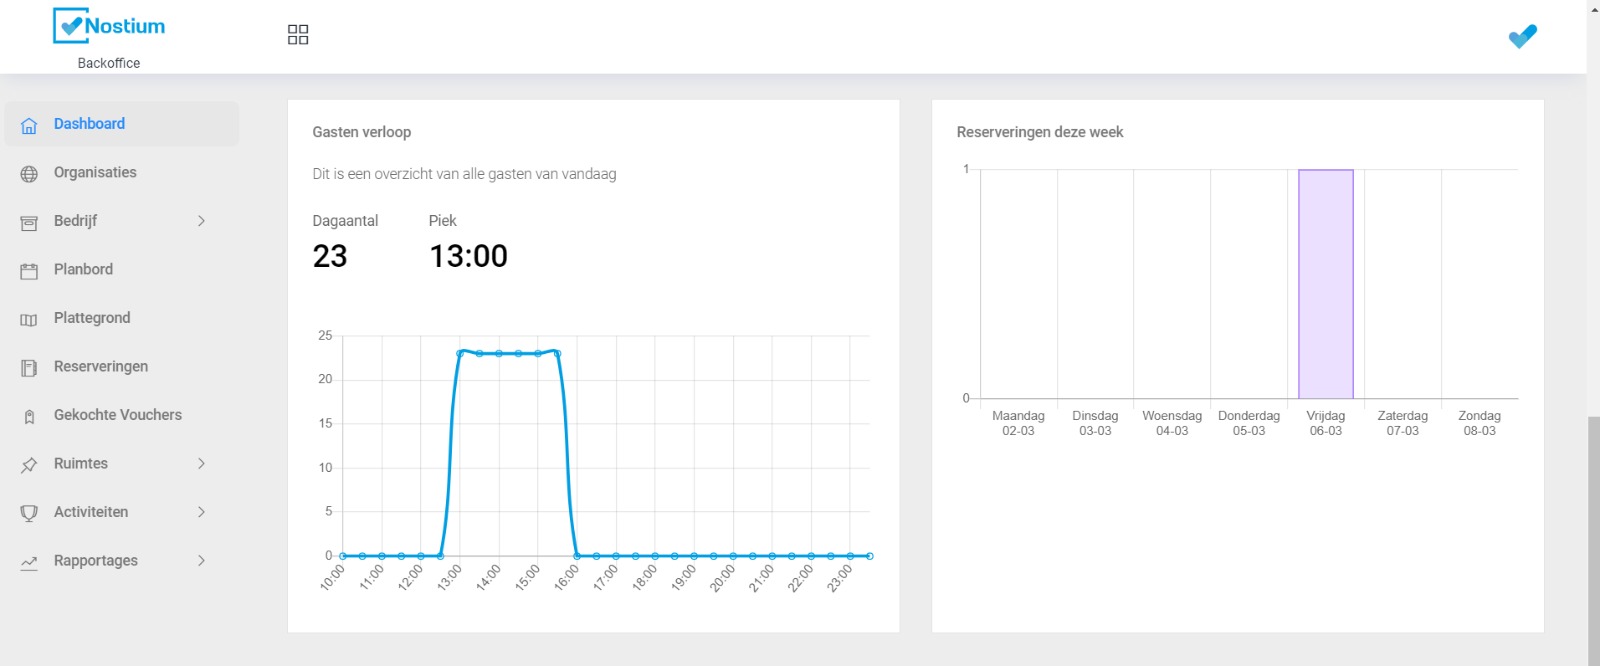 Nostium
Backoffice
Dashboard
Organisaties
Bedrijf
Planbord
Plattegrond
Reserveringen
Gekochte Vouchers
Ruimtes
Activiteiten
Rapportages
Gasten verloop
Dit is een overzicht van alle gasten van vandaag
Dagaantal Piek
23 13:00
25
20
15
10
5
0
10:00 11:00 12:00 13:00 14:00 15:00 16:00 17:00 18:00 19:00 20:00 21:00 22:00 23:00
Reserveringen deze week
1
0
Maandag Dinsdag Woensdag Donderdag Vrijdag Zaterdag Zondag
02-03 03-03 04-03 05-03 06-03 07-03 08-03